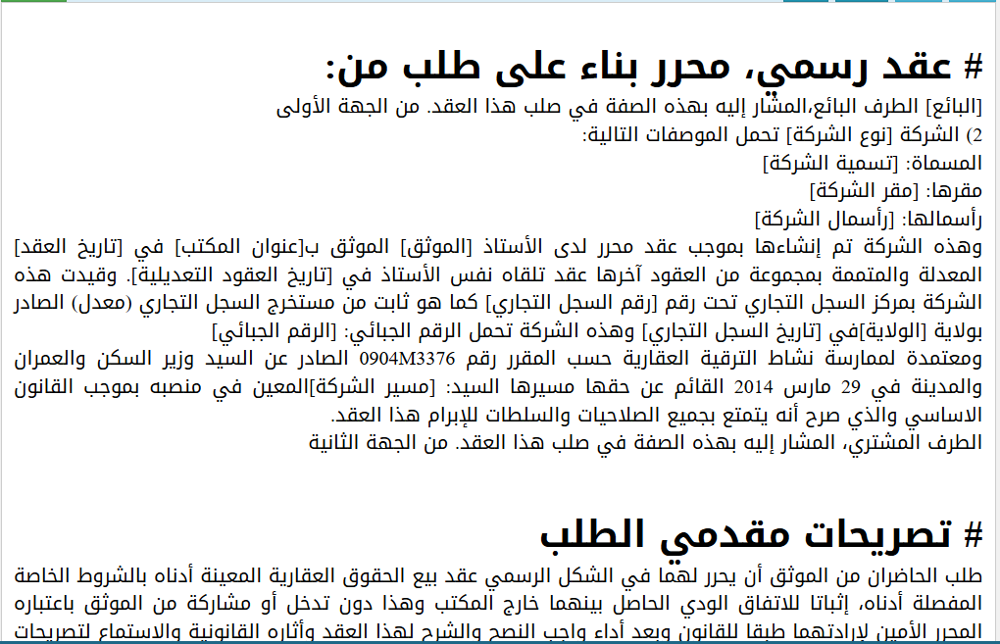 # عقد رسمي، محرر بناء على طلب من:
[البائع] الطرف البائع،المشار إليه بهذه الصفة في صلب هذا العقد. من الجهة الأولى
2) الشركة [نوع الشركة] تحمل الموصفات التالية:
المسماة: [تسمية الشركة]
مقرها: [مقر الشركة]
رأسمالها: [رأسمال الشركة]
وهذه الشركة تم إنشاءها بموجب عقد محرر لدى الأستاذ [الموثق] الموثق ب[عنوان المكتب] في [تاريخ العقد]
المعدلة والمتممة بمجموعة من العقود آخرها عقد تلقاه نفس الأستاذ في [تاريخ العقود التعديلية]. وقيدت هذه
الشركة بمركز السجل التجاري تحت رقم [رقم السجل التجاري] كما هو ثابت من مستخرج السجل التجاري (معدل) الصادر
بولاية [الولاية]في [تاريخ السجل التجاري] وهذه الشركة تحمل الرقم الجبائي: [الرقم الجبائي]
ومعتمدة لممارسة نشاط الترقية العقارية حسب المقرر رقم 0904M3376 الصادر عن السيد وزير السكن والعمران
والمدينة في 29 مارس 2014 القائم عن حقها مسيرها السيد: [مسير الشركة]المعين في منصبه بموجب القانون
الاساسي والذي صرح أنه يتمتع بجميع الصلاحيات والسلطات للإبرام هذا العقد.
الطرف المشتري، المشار إليه بهذه الصفة في صلب هذا العقد. من الجهة الثانية
# تصريحات مقدمي الطلب
طلب الحاضران من الموثق أن يحرر لهما في الشكل الرسمي عقد بيع الحقوق العقارية المعينة أدناه بالشروط الخاصة
المفصلة أدناه، إثباتا للاتفاق الودي الحاصل بينهما خارج المكتب وهذا دون تدخل أو مشاركة من الموثق باعتباره
المحرر الأمين لإرادتهما طبقا للقانون وبعد أداء واجب النصح والشرح لهذا العقد وأثاره القانونية والاستماع لتصريحات